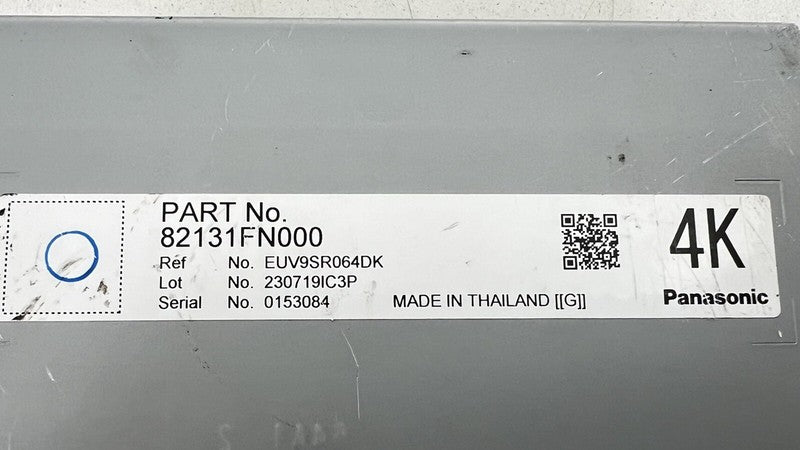 PART No.
82131FN000
Ref No. EUV9SR064DK
Lot No. 230719IC3P
Serial No. 0153084
MADE IN THAILAND [[G]]
4K
Panasonic